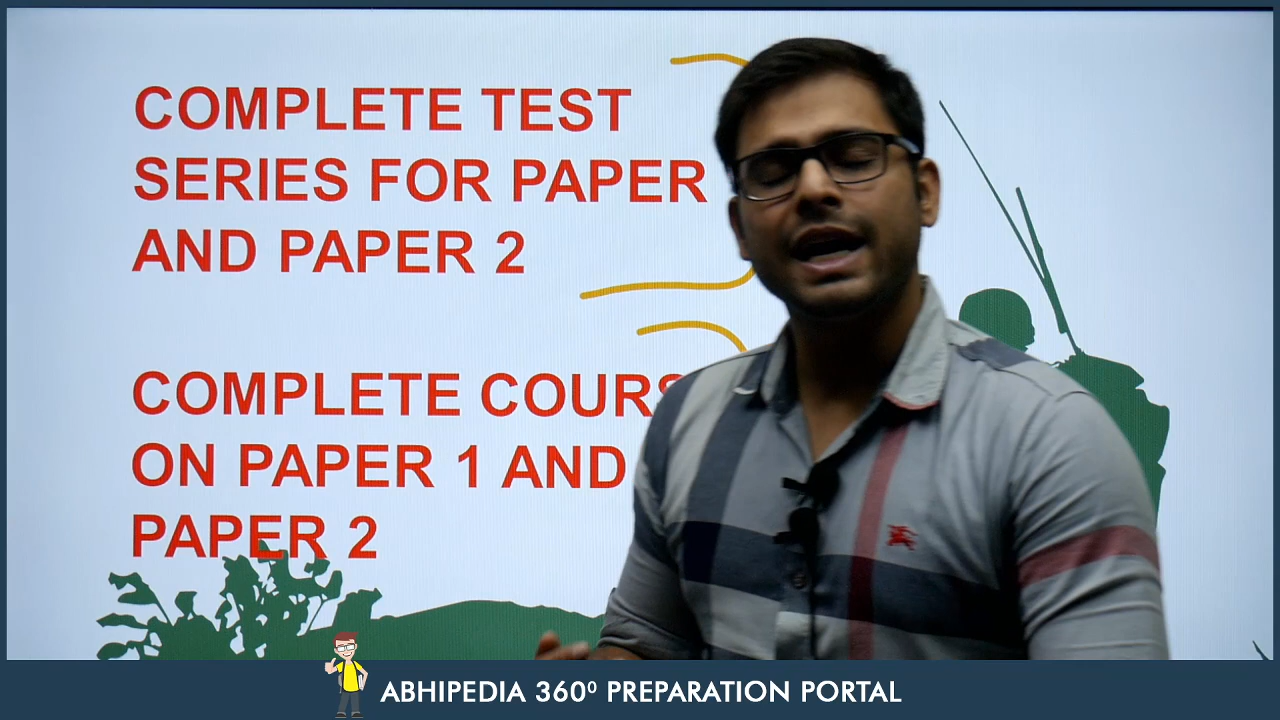 COMPLETE TEST
SERIES FOR PAPER
AND PAPER 2
COMPLETE COURS
ON PAPER 1 AND
PAPER 2
ABHIPEDIA 360⁰ PREPARATION PORTAL